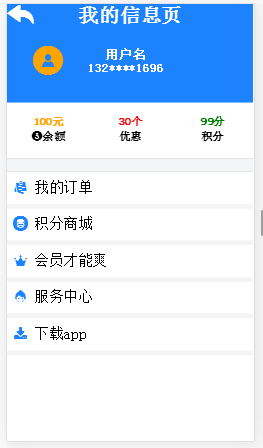 我的信息页
用户名
132****1696
100元 30个 99分
余额 优惠 积分
我的订单
积分商城
会员才能爽
服务中心
下载app